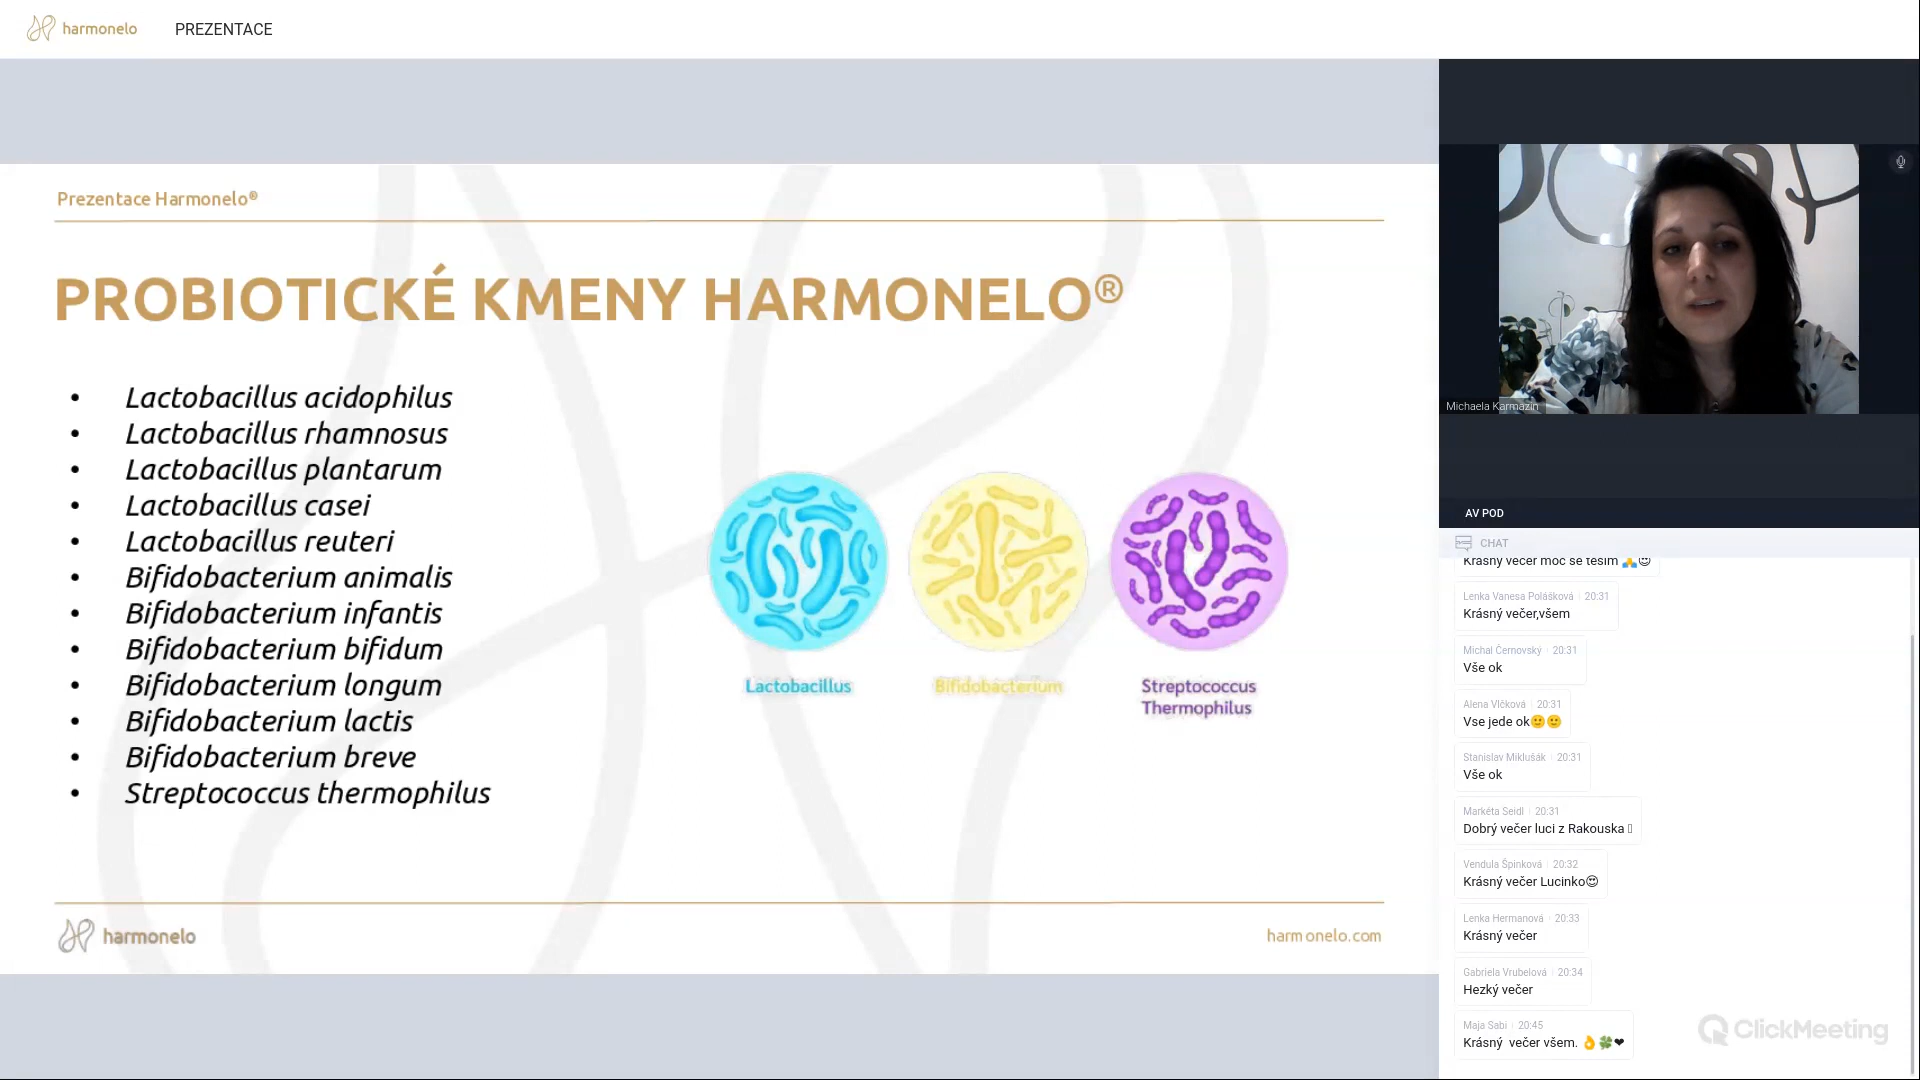 harmonelo
PREZENTACE
Prezentace Harmonelo®
PROBIOTICKÉ KMENY HARMONELO®
• Lactobacillus acidophilus
• Lactobacillus rhamnosus
• Lactobacillus plantarum
• Lactobacillus casei
• Lactobacillus reuteri
• Bifidobacterium animalis
• Bifidobacterium infantis
• Bifidobacterium bifidum
• Bifidobacterium longum
• Bifidobacterium lactis
• Bifidobacterium breve
• Streptococcus thermophilus
Lactobacillus
Bifidobacterium
Streptococcus
Thermophilus
harmonelo
harmonelo.com
Michaela Karmazin
AV POD
CHAT
Krásný večer moc se těším 🙏😍
Lenka Vanesa Polášková 20:31
Krásný večer,všem
Michal Černovský 20:31
Vše ok
Alena Vlčková 20:31
Vse jede ok🙂🙂
Stanislav Miklušák 20:31
Vše ok
Markéta Seidl 20:31
Dobrý večer luci z Rakouska
Vendula Špinková 20:32
Krásný večer Lucinko😍
Lenka Hermanová 20:33
Krásný večer
Gabriela Vrubelová 20:34
Hezký večer
Maja Sabi 20:45
Krásný večer všem. 👌🍀❤
ClickMeeting